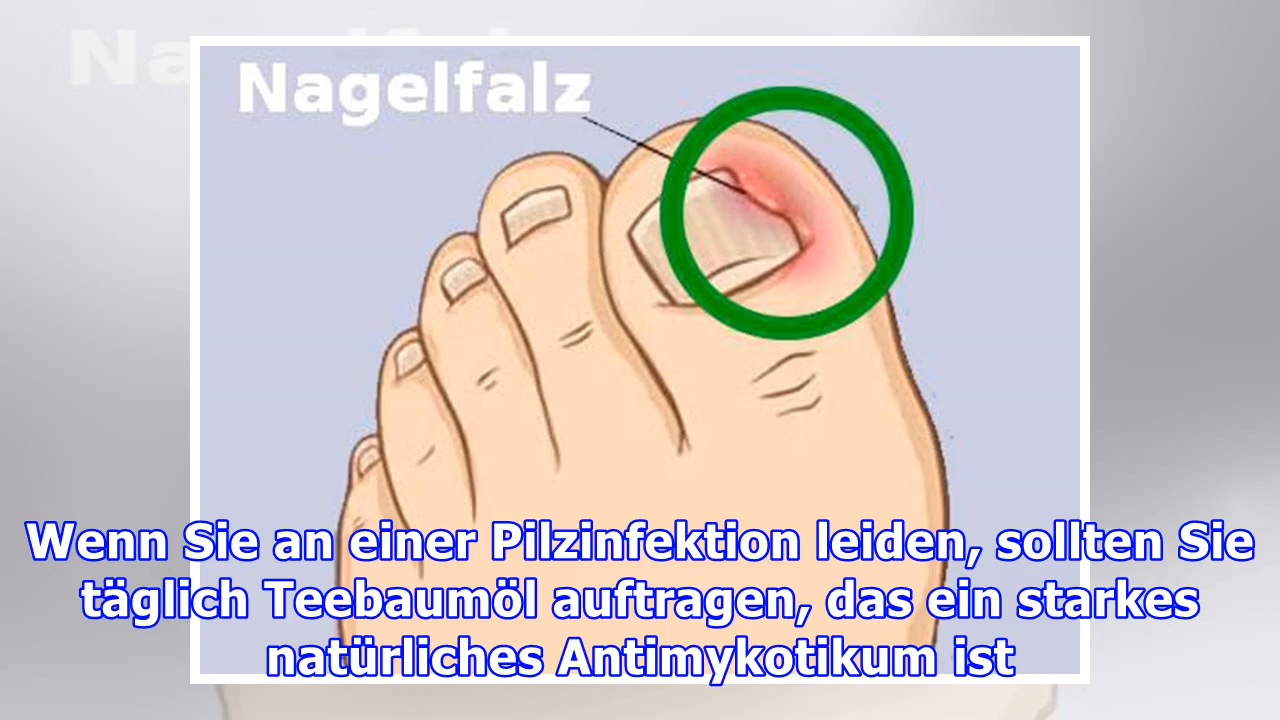 Nagelfalz
Wenn Sie an einer Pilzinfektion leiden, sollten Sie
täglich Teebaumöl auftragen, das ein starkes
natürliches Antimykotikum ist